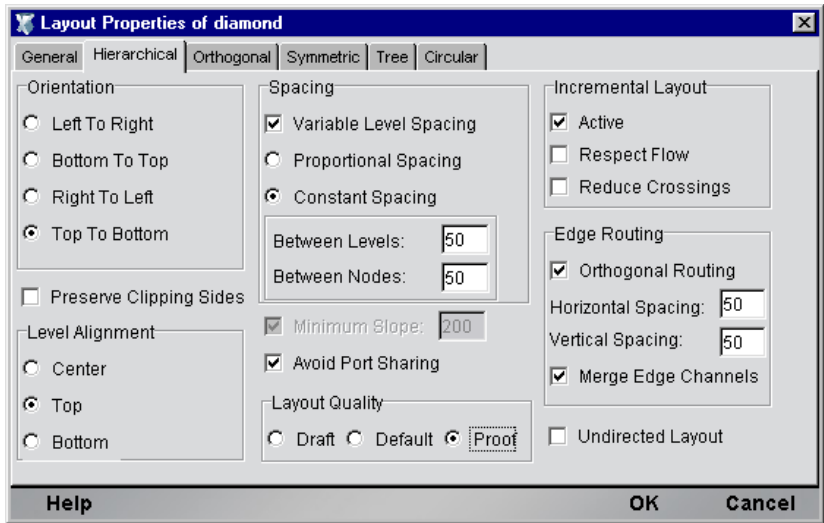 Layout Properties of diamond
General Hierarchical Orthogonal Symmetric Tree Circular
Orientation
Left To Right
Bottom To Top
Right To Left
Top To Bottom
Preserve Clipping Sides
Level Alignment
Center
Top
Bottom
Spacing
Variable Level Spacing
Proportional Spacing
Constant Spacing
Between Levels: 50
Between Nodes: 50
Minimum Slope: 200
Avoid Port Sharing
Layout Quality
Draft Default Proof
Incremental Layout
Active
Respect Flow
Reduce Crossings
Edge Routing
Orthogonal Routing
Horizontal Spacing: 50
Vertical Spacing: 50
Merge Edge Channels
Undirected Layout
Help OK Cancel